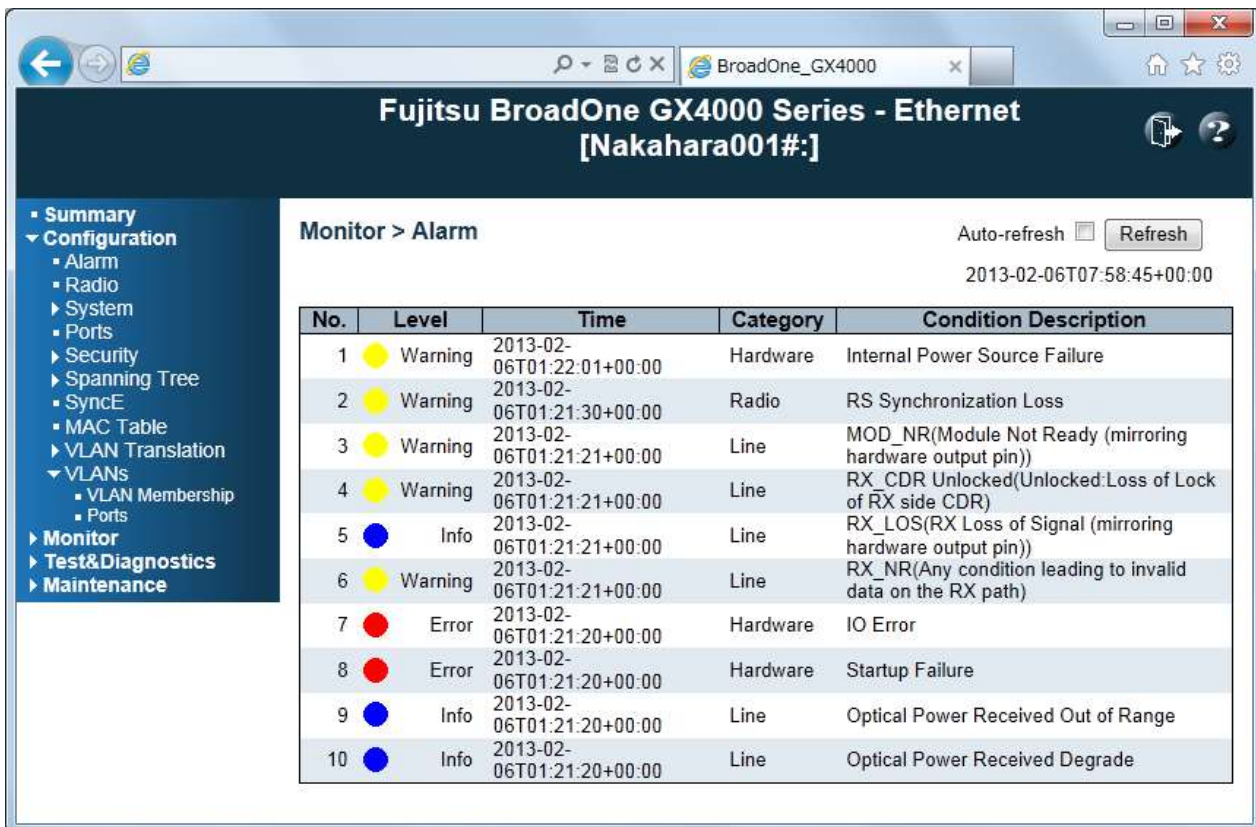 BroadOne_GX4000
Fujitsu BroadOne GX4000 Series - Ethernet
[Nakahara001#:]
Summary
Configuration
Alarm
Radio
System
Ports
Security
Spanning Tree
SyncE
MAC Table
VLAN Translation
VLANs
VLAN Membership
Ports
Monitor
Test&Diagnostics
Maintenance
Monitor > Alarm
Auto-refresh Refresh
2013-02-06T07:58:45+00:00
No. Level Time Category Condition Description
1 Warning 2013-02-
06T01:22:01+00:00 Hardware Internal Power Source Failure
2 Warning 2013-02-
06T01:21:30+00:00 Radio RS Synchronization Loss
3 Warning 2013-02-
06T01:21:21+00:00 Line MOD_NR(Module Not Ready (mirroring
hardware output pin))
4 Warning 2013-02-
06T01:21:21+00:00 Line RX_CDR Unlocked(Unlocked:Loss of Lock
of RX side CDR)
5 Info 2013-02-
06T01:21:21+00:00 Line RX_LOS(RX Loss of Signal (mirroring
hardware output pin))
6 Warning 2013-02-
06T01:21:21+00:00 Line RX_NR(Any condition leading to invalid
data on the RX path)
7 Error 2013-02-
06T01:21:20+00:00 Hardware IO Error
8 Error 2013-02-
06T01:21:20+00:00 Hardware Startup Failure
9 Info 2013-02-
06T01:21:20+00:00 Line Optical Power Received Out of Range
10 Info 2013-02-
06T01:21:20+00:00 Line Optical Power Received Degrade